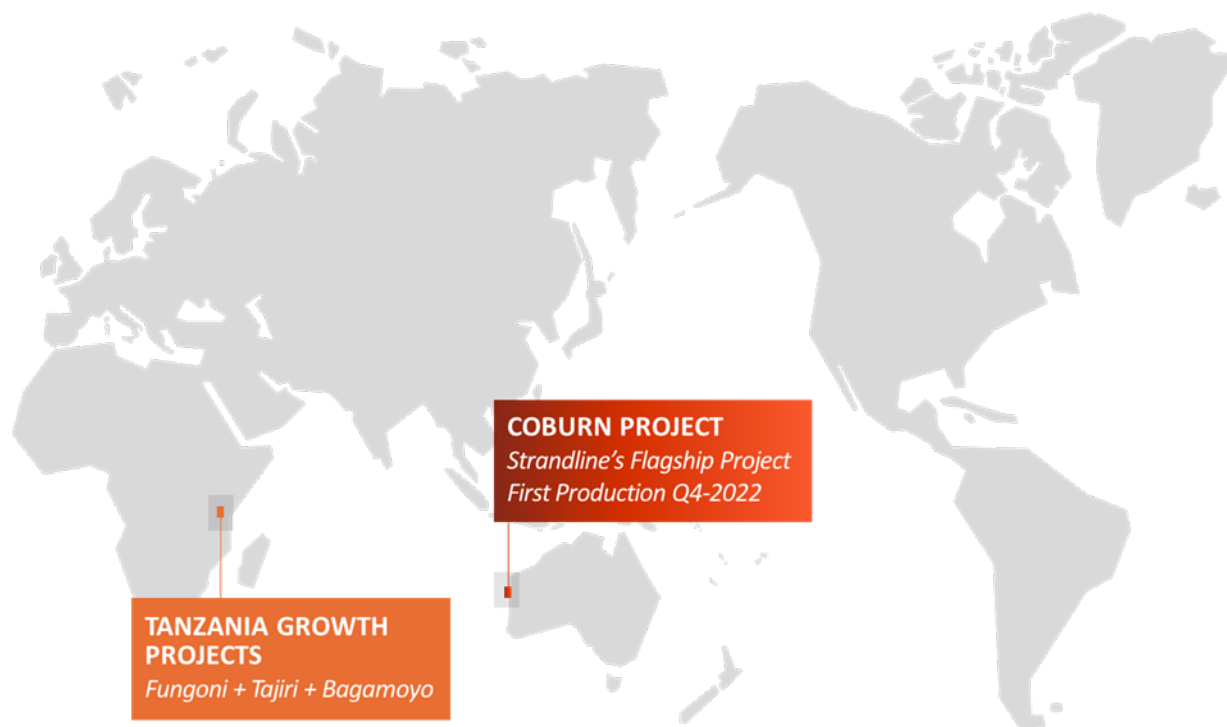 COBURN PROJECT
Strandline's Flagship Project
First Production Q4-2022
TANZANIA GROWTH
PROJECTS
Fungoni + Tajiri + Bagamoyo